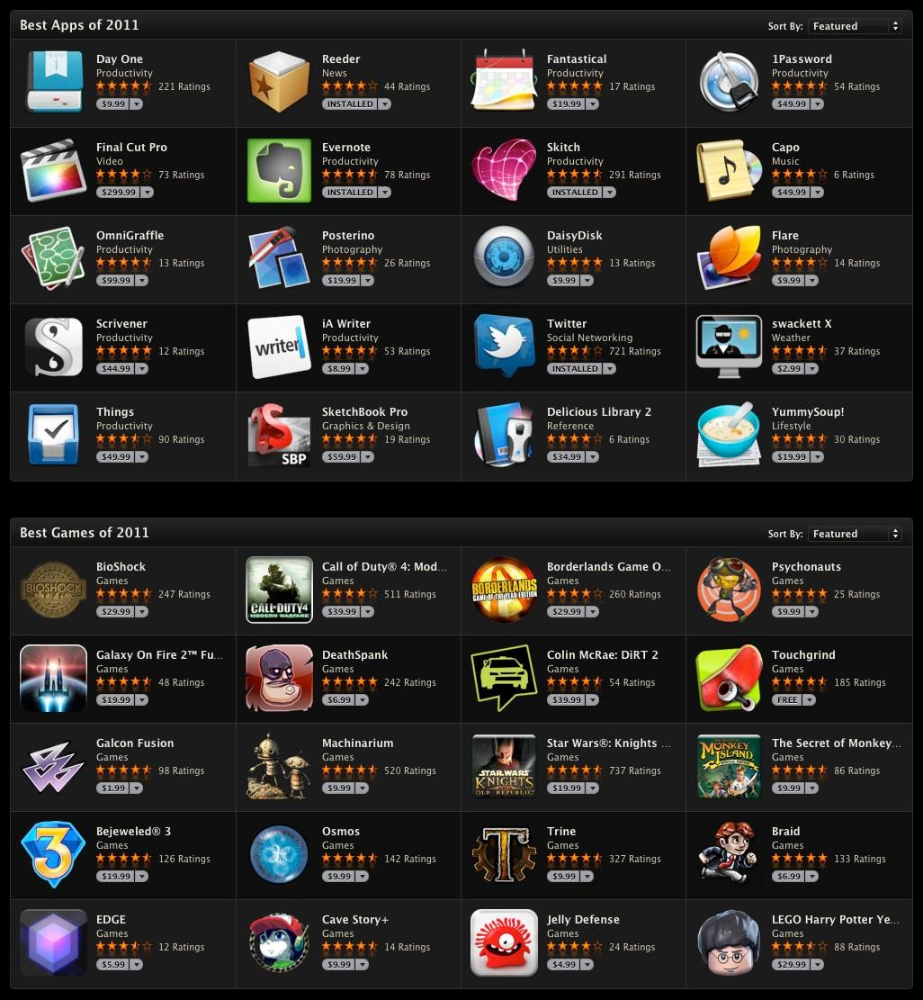 Best Apps of 2011
Sort By: Featured
Day One
Productivity
221 Ratings
$9.99
Reeder
News
44 Ratings
INSTALLED
Fantastical
Productivity
17 Ratings
$19.99
1Password
Productivity
54 Ratings
$49.99
Final Cut Pro
Video
73 Ratings
$299.99
Evernote
Productivity
78 Ratings
INSTALLED
Skitch
Productivity
291 Ratings
INSTALLED
Capo
Music
6 Ratings
$49.99
OmniGraffle
Productivity
13 Ratings
$99.99
Posterino
Photography
26 Ratings
$19.99
DaisyDisk
Utilities
13 Ratings
$9.99
Flare
Photography
14 Ratings
$9.99
S
Scrivener
Productivity
12 Ratings
$44.99
writer
iA Writer
Productivity
53 Ratings
$8.99
Twitter
Social Networking
721 Ratings
INSTALLED
swackett X
Weather
37 Ratings
$2.99
Things
Productivity
90 Ratings
$49.99
S
SBP
SketchBook Pro
Graphics & Design
19 Ratings
$59.99
Delicious Library 2
Reference
6 Ratings
$34.99
YummySoup!
Lifestyle
30 Ratings
$19.99
Best Games of 2011
Sort By: Featured
BIOSHOCK
BioShock
Games
247 Ratings
$29.99
CALL OF DUTY 4
MODERN WARFARE
Call of Duty® 4: Mod...
Games
511 Ratings
$39.99
BORDERLANDS
GAME OF THE YEAR EDITION
Borderlands Game O...
Games
260 Ratings
$29.99
Psychonauts
Games
25 Ratings
$9.99
Galaxy On Fire 2™ Fu...
Games
48 Ratings
$19.99
DeathSpank
Games
242 Ratings
$6.99
Colin McRae: DiRT 2
Games
54 Ratings
$39.99
Touchgrind
Games
185 Ratings
FREE
Galcon Fusion
Games
98 Ratings
$1.99
Machinarium
Games
520 Ratings
$9.99
STAR WARS
KNIGHTS
OLD REPUBLIC
Star Wars®: Knights ...
Games
737 Ratings
$19.99
MONKEY
ISLAND
SPECIAL EDITION
The Secret of Monkey...
Games
86 Ratings
$9.99
3
Bejeweled® 3
Games
126 Ratings
$19.99
Osmos
Games
142 Ratings
$9.99
T
Trine
Games
327 Ratings
$9.99
Braid
Games
133 Ratings
$6.99
EDGE
Games
12 Ratings
$5.99
Cave Story+
Games
14 Ratings
$9.99
Jelly Defense
Games
24 Ratings
$4.99
LEGO Harry Potter Ye...
Games
88 Ratings
$29.99